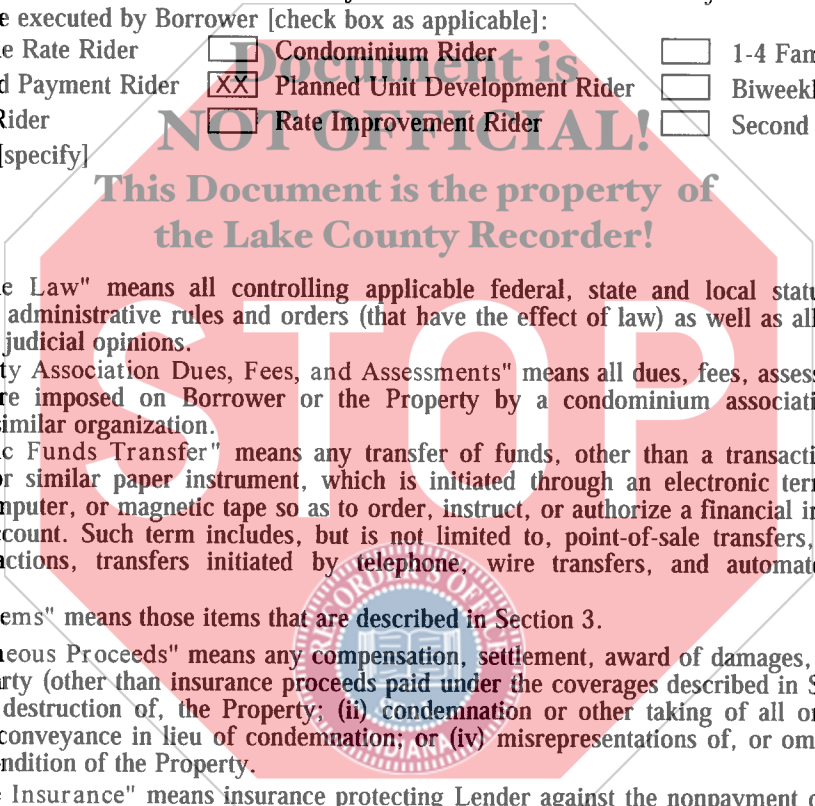 e executed by Borrower [check box as applicable]:
e Rate Rider Condominium Rider 1-4 Fam
d Payment Rider XX Planned Unit Development Rider Biweekl
Rider Rate Improvement Rider Second
[specify]
Document is
NOT OFFICIAL!
This Document is the property of
the Lake County Recorder!
e Law" means all controlling applicable federal, state and local statu
administrative rules and orders (that have the effect of law) as well as all
judicial opinions.
ty Association Dues, Fees, and Assessments" means all dues, fees, assess
re imposed on Borrower or the Property by a condominium associati
similar organization.
ic Funds Transfer" means any transfer of funds, other than a transacti
or similar paper instrument, which is initiated through an electronic ter
mputer, or magnetic tape so as to order, instruct, or authorize a financial in
ccount. Such term includes, but is not limited to, point-of-sale transfers,
actions, transfers initiated by telephone, wire transfers, and automate
ems" means those items that are described in Section 3.
neous Proceeds" means any compensation, settlement, award of damages,
arty (other than insurance proceeds paid under the coverages described in S
destruction of, the Property; (ii) condemnation or other taking of all or
conveyance in lieu of condemnation; or (iv) misrepresentations of, or om
ndition of the Property.
e Insurance" means insurance protecting Lender against the nonpayment o
STOP
RECORDER'S OFFICE
INDIANA